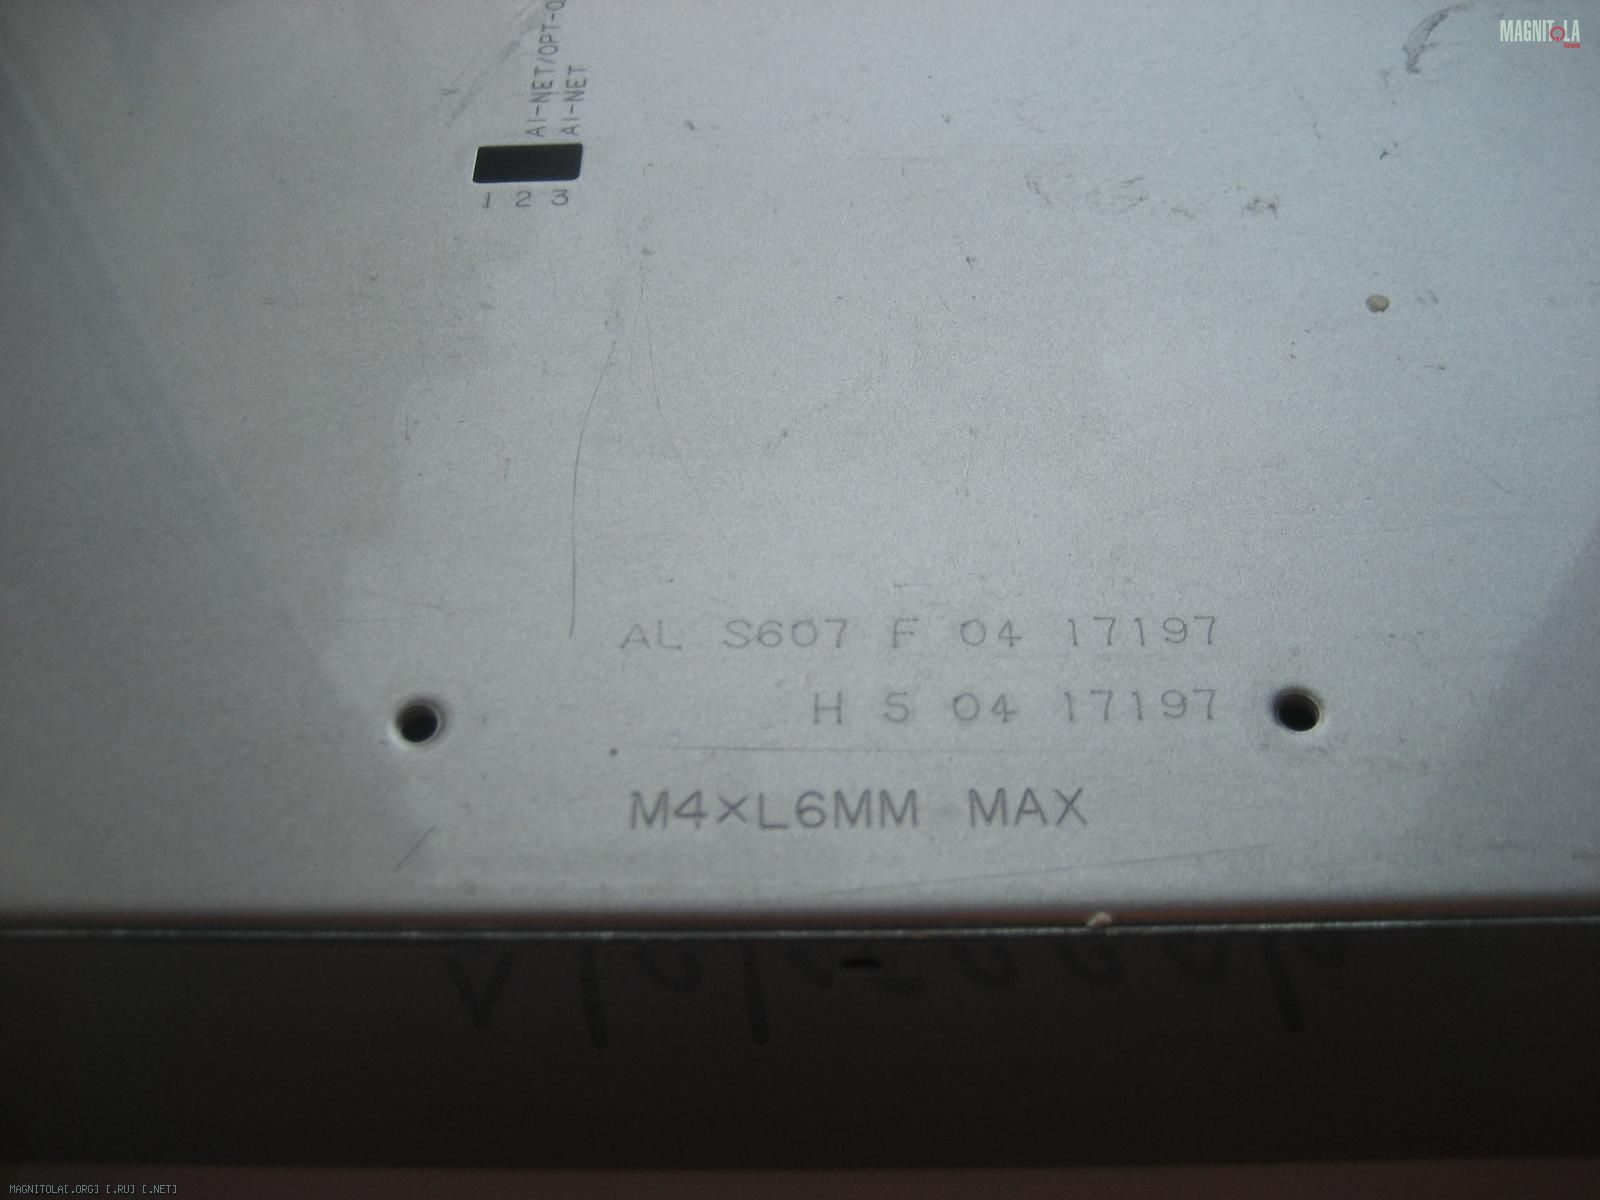 MAGNITOLA
Team
AI-NET/OPT-
AI-NET
1 2 3
AL S607 F 04 17197
H 5 04 17197
M4×L6MM MAX
MAGNITOLA[.ORG] [.RU] [.NET]